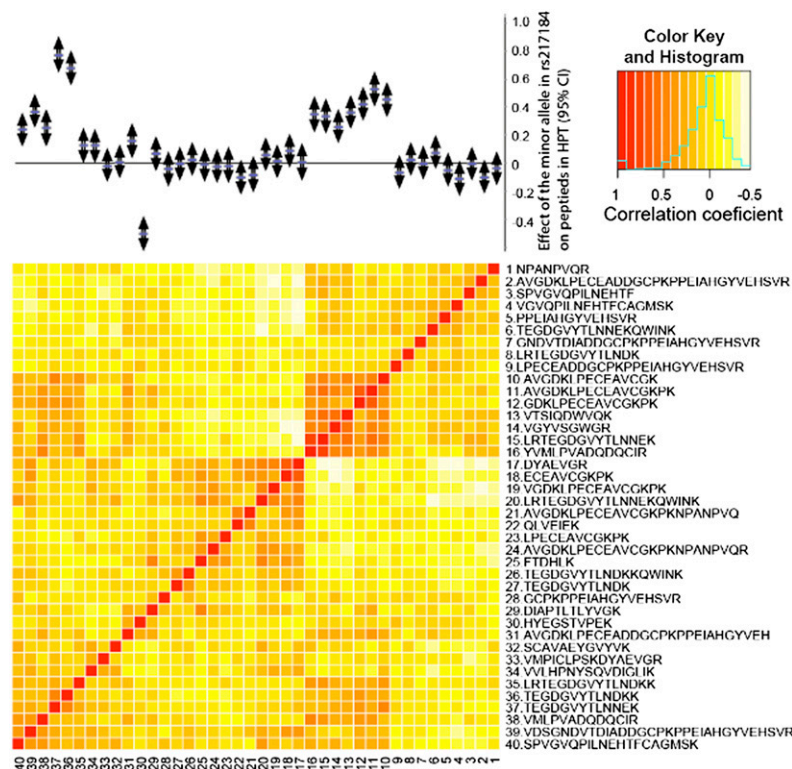 1.0
0.8
0.6
0.4
0.2
0
-0.2
-0.4
Effect of the minor allele in rs217184
on peptieds in HPT (95% CI)
Color Key
and Histogram
1 0.5 0 -0.5
Correlation coeficient
1 NPANPVQR
2.AVGDKLPECEADDGCPKPPEIAHGYVEHSVR
3.SPVGVQPILNEHTF
4 VGVQPILNEHTFCAGMSK
5.PPEIAHGYVEHSVR
6.TEGDGVYTLNNEKQWINK
7 GNDVTDIADDGCPKPPEIAHGYVEHSVR
8.LRTEGDGVYTLNDK
9.LPECEADDGCPKPPEIAHGYVEHSVR
10 AVGDKLPECEAVCGK
11.AVGDKLPECEAVCGKPK
12.GDKLPECEAVCGKPK
13 VTSIQDWVQK
14.VGYVSGWGR
15.LRTEGDGVYTLNNEK
16 YVMLPVADQDQCIR
17.DYAEVGR
18.ECEAVCGKPK
19 VGDKLPECEAVCGKPK
20.LRTEGDGVYTLNNEKQWINK
21.AVGDKLPECEAVCGKPKNPANPVQ
22 QLVEIEK
23.LPECEAVCGKPK
24.AVGDKLPECEAVCGKPKNPANPVQR
25 FTDHLK
26.TEGDGVYTLNDKKQWINK
27.TEGDGVYTLNDK
28 GCPKPPEIAHGYVEHSVR
29.DIAPTLTLYVGK
30.HYEGSTVPEK
31 AVGDKLPECEADDGCPKPPEIAHGYVEH
32.SCAVAEYGVYVK
33.VMPICLPSKDYAEVGR
34 VVLHPNYSQVDIGLIK
35.LRTEGDGVYTLNDKK
36.TEGDGVYTLNDKK
37.TEGDGVYTLNNEK
38.VMLPVADQDQCIR
39.VDSGNDVTDIADDGCPKPPEIAHGYVEHSVR
40.SPVGVQPILNEHTFCAGMSK
40 39 38 37 36 35 34 33 32 31 30 29 28 27 26 25 24 23 22 21 20 19 18 17 16 15 14 13 12 11 10 9 8 7 6 5 4 3 2 1